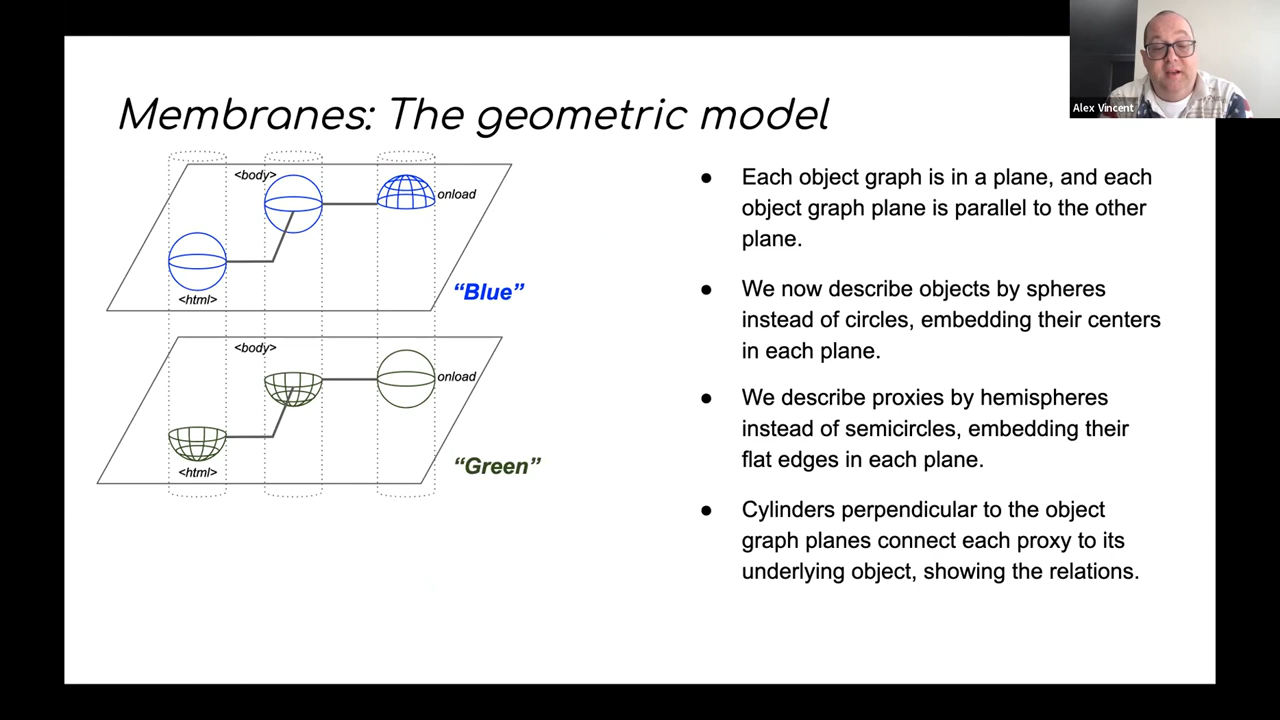 Alex Vincent
Membranes: The geometric model
<body>
onload
<html>
“Blue”
<body>
onload
<html>
“Green”
● Each object graph is in a plane, and each
object graph plane is parallel to the other
plane.
● We now describe objects by spheres
instead of circles, embedding their centers
in each plane.
● We describe proxies by hemispheres
instead of semicircles, embedding their
flat edges in each plane.
● Cylinders perpendicular to the object
graph planes connect each proxy to its
underlying object, showing the relations.